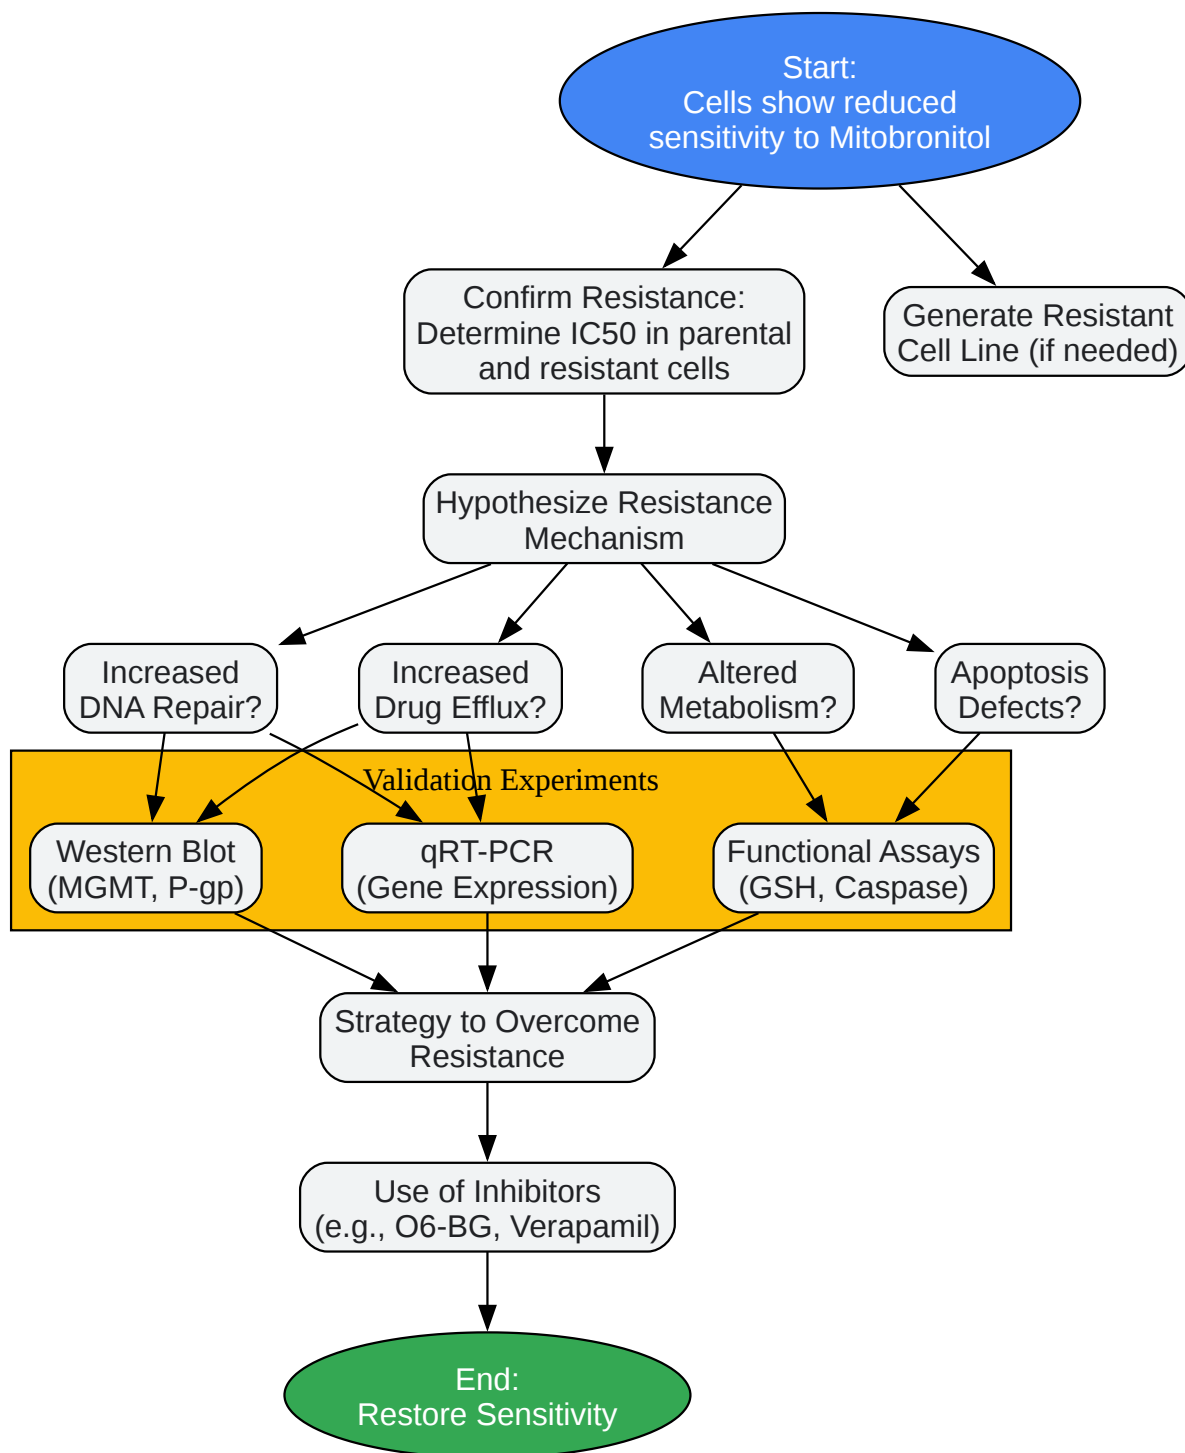 Start:
Cells show reduced
sensitivity to Mitobronitol
Confirm Resistance:
Determine IC50 in parental
and resistant cells
Generate Resistant
Cell Line (if needed)
Hypothesize Resistance
Mechanism
Increased
DNA Repair?
Increased
Drug Efflux?
Altered
Metabolism?
Apoptosis
Defects?
Validation Experiments
Western Blot
(MGMT, P-gp)
qRT-PCR
(Gene Expression)
Functional Assays
(GSH, Caspase)
Strategy to Overcome
Resistance
Use of Inhibitors
(e.g., O6-BG, Verapamil)
End:
Restore Sensitivity